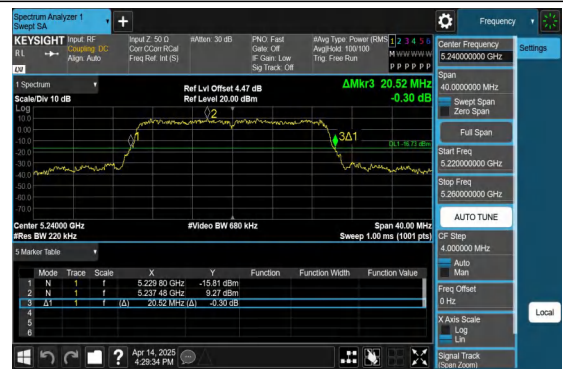 Spectrum Analyzer 1
Swept SA
+
Frequency
KEYSIGHT
RL
LXI
Input: RF
Coupling: DC
Align: Auto
Input Z: 50 Ω
Corr CCorr RCal
Freq Ref: Int (S)
#Atten: 30 dB
PNO: Fast
Gate: Off
IF Gain: Low
Sig Track: Off
#Avg Type: Power (RMS
Avg|Hold: 100/100
Trig: Free Run
1 2 3 4 5 6
M W W W W W
P P P P P P
Center Frequency
5.240000000 GHz
Settings
Span
40.0000000 MHz
Swept Span
Zero Span
Full Span
Start Freq
5.220000000 GHz
Stop Freq
5.260000000 GHz
AUTO TUNE
CF Step
4.000000 MHz
Auto
Man
Freq Offset
0 Hz
X Axis Scale
Log
Lin
Signal Track
(Span Zoom)
Local
1 Spectrum
Scale/Div 10 dB
Ref Lvl Offset 4.47 dB
Ref Level 20.00 dBm
ΔMkr3 20.52 MHz
-0.30 dB
Log
10.0
0.00
-10.0
-20.0
-30.0
-40.0
-50.0
-60.0
-70.0
1
2
3Δ1
DL1 -16.73 dBm
Center 5.24000 GHz
#Res BW 220 kHz
#Video BW 680 kHz
Span 40.00 MHz
Sweep 1.00 ms (1001 pts)
5 Marker Table
Mode Trace Scale X Y Function Function Width Function Value
1 N 1 f 5.229 80 GHz -15.81 dBm
2 N 1 f 5.237 48 GHz 9.27 dBm
3 Δ1 1 f (Δ) 20.52 MHz (Δ) -0.30 dB
4
5
6
?
Apr 14, 2025
4:29:34 PM